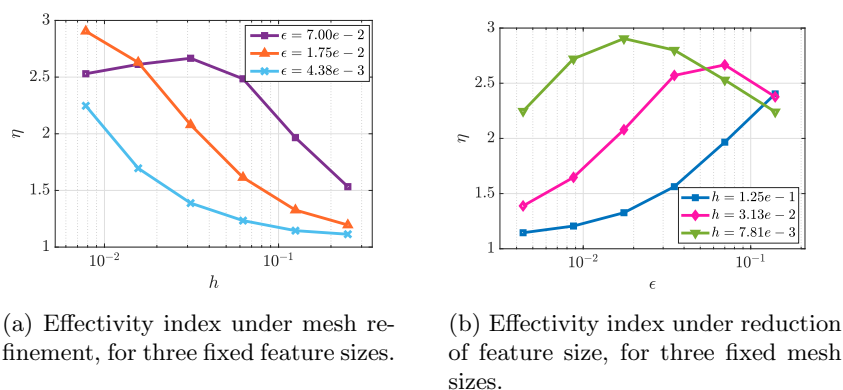 3
2.5
2
1.5
1
η
10⁻²
10⁻¹
h
ϵ = 7.00e − 2
ϵ = 1.75e − 2
ϵ = 4.38e − 3
(a) Effectivity index under mesh re-
finement, for three fixed feature sizes.
3
2.5
2
1.5
1
η
10⁻²
10⁻¹
ϵ
h = 1.25e − 1
h = 3.13e − 2
h = 7.81e − 3
(b) Effectivity index under reduction
of feature size, for three fixed mesh
sizes.